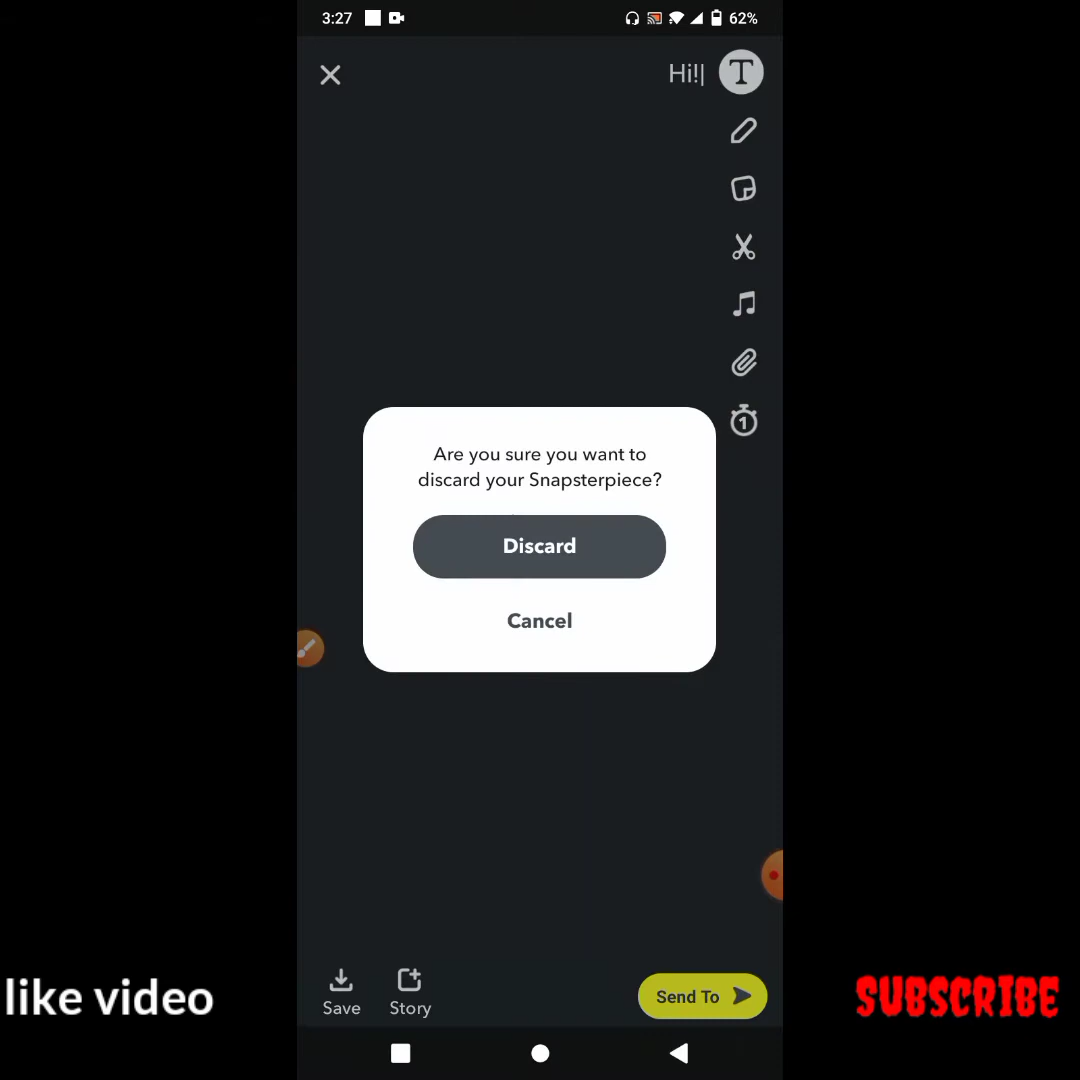 3:27
62%
Hi!
T
1
Are you sure you want to
discard your Snapsterpiece?
Discard
Cancel
Save
Story
Send To
like video
SUBSCRIBE